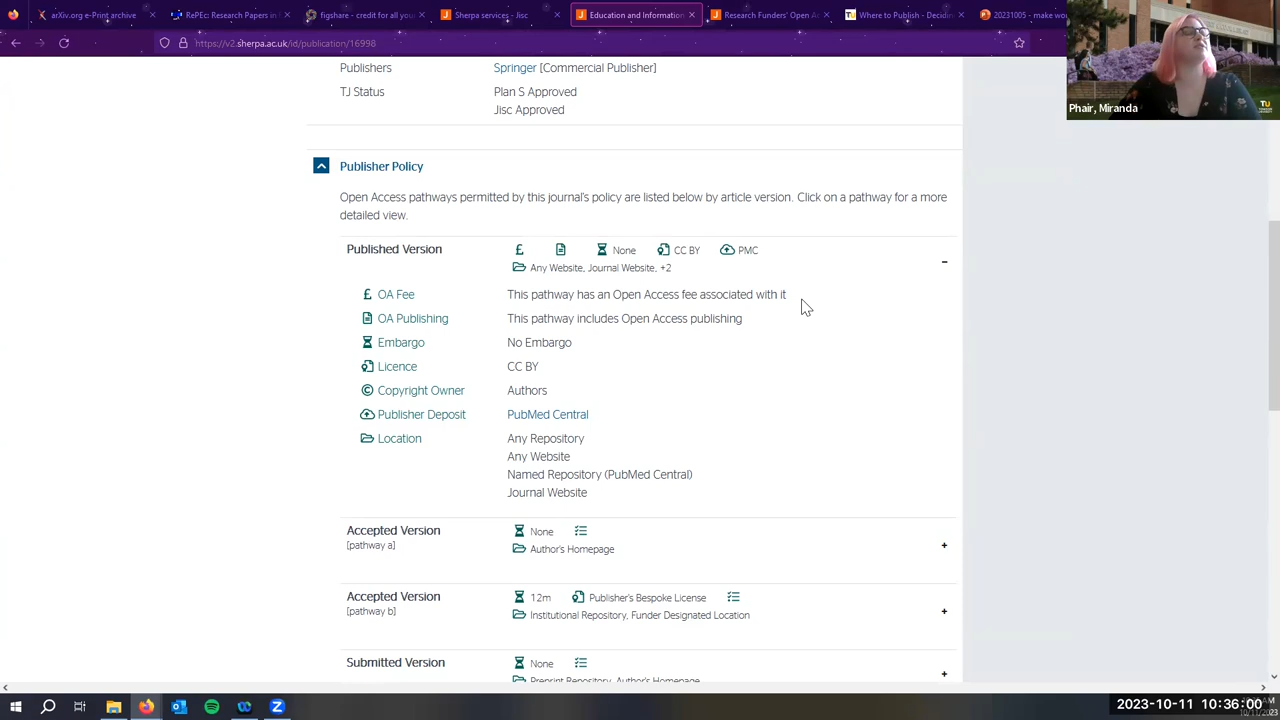 arXiv.org e-Print archive
RePEc: Research Papers in E
figshare - credit for all you
Sherpa services - Jisc
Education and Information
Research Funders' Open A
Where to Publish - Decidin
20231005 - make wo
https://v2.sherpa.ac.uk/id/publication/16998
Phair, Miranda
TU
Publishers
Springer [Commercial Publisher]
TJ Status
Plan S Approved
Jisc Approved
Publisher Policy
Open Access pathways permitted by this journal's policy are listed below by article version. Click on a pathway for a more
detailed view.
Published Version
£ None CC BY PMC
Any Website, Journal Website, +2
£ OA Fee
This pathway has an Open Access fee associated with it
OA Publishing
This pathway includes Open Access publishing
Embargo
No Embargo
Licence
CC BY
© Copyright Owner
Authors
Publisher Deposit
PubMed Central
Location
Any Repository
Any Website
Named Repository (PubMed Central)
Journal Website
Accepted Version
[pathway a]
None
Author's Homepage
Accepted Version
[pathway b]
12m Publisher's Bespoke License
Institutional Repository, Funder Designated Location
Submitted Version
None
Preprint Repository, Author's Homepage
2023-10-11 10:36:00